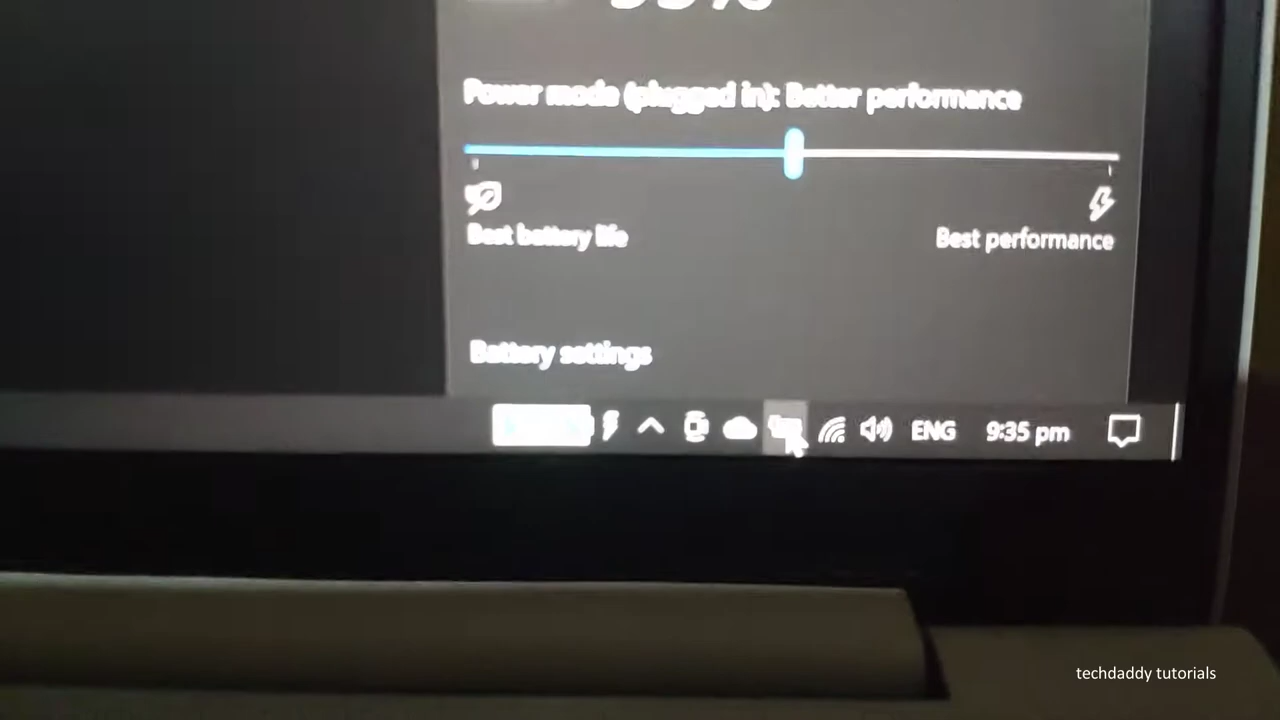 Power mode (plugged in): Better performance
Best battery life
Best performance
Battery settings
ENG
9:35 pm
techdaddy tutorials